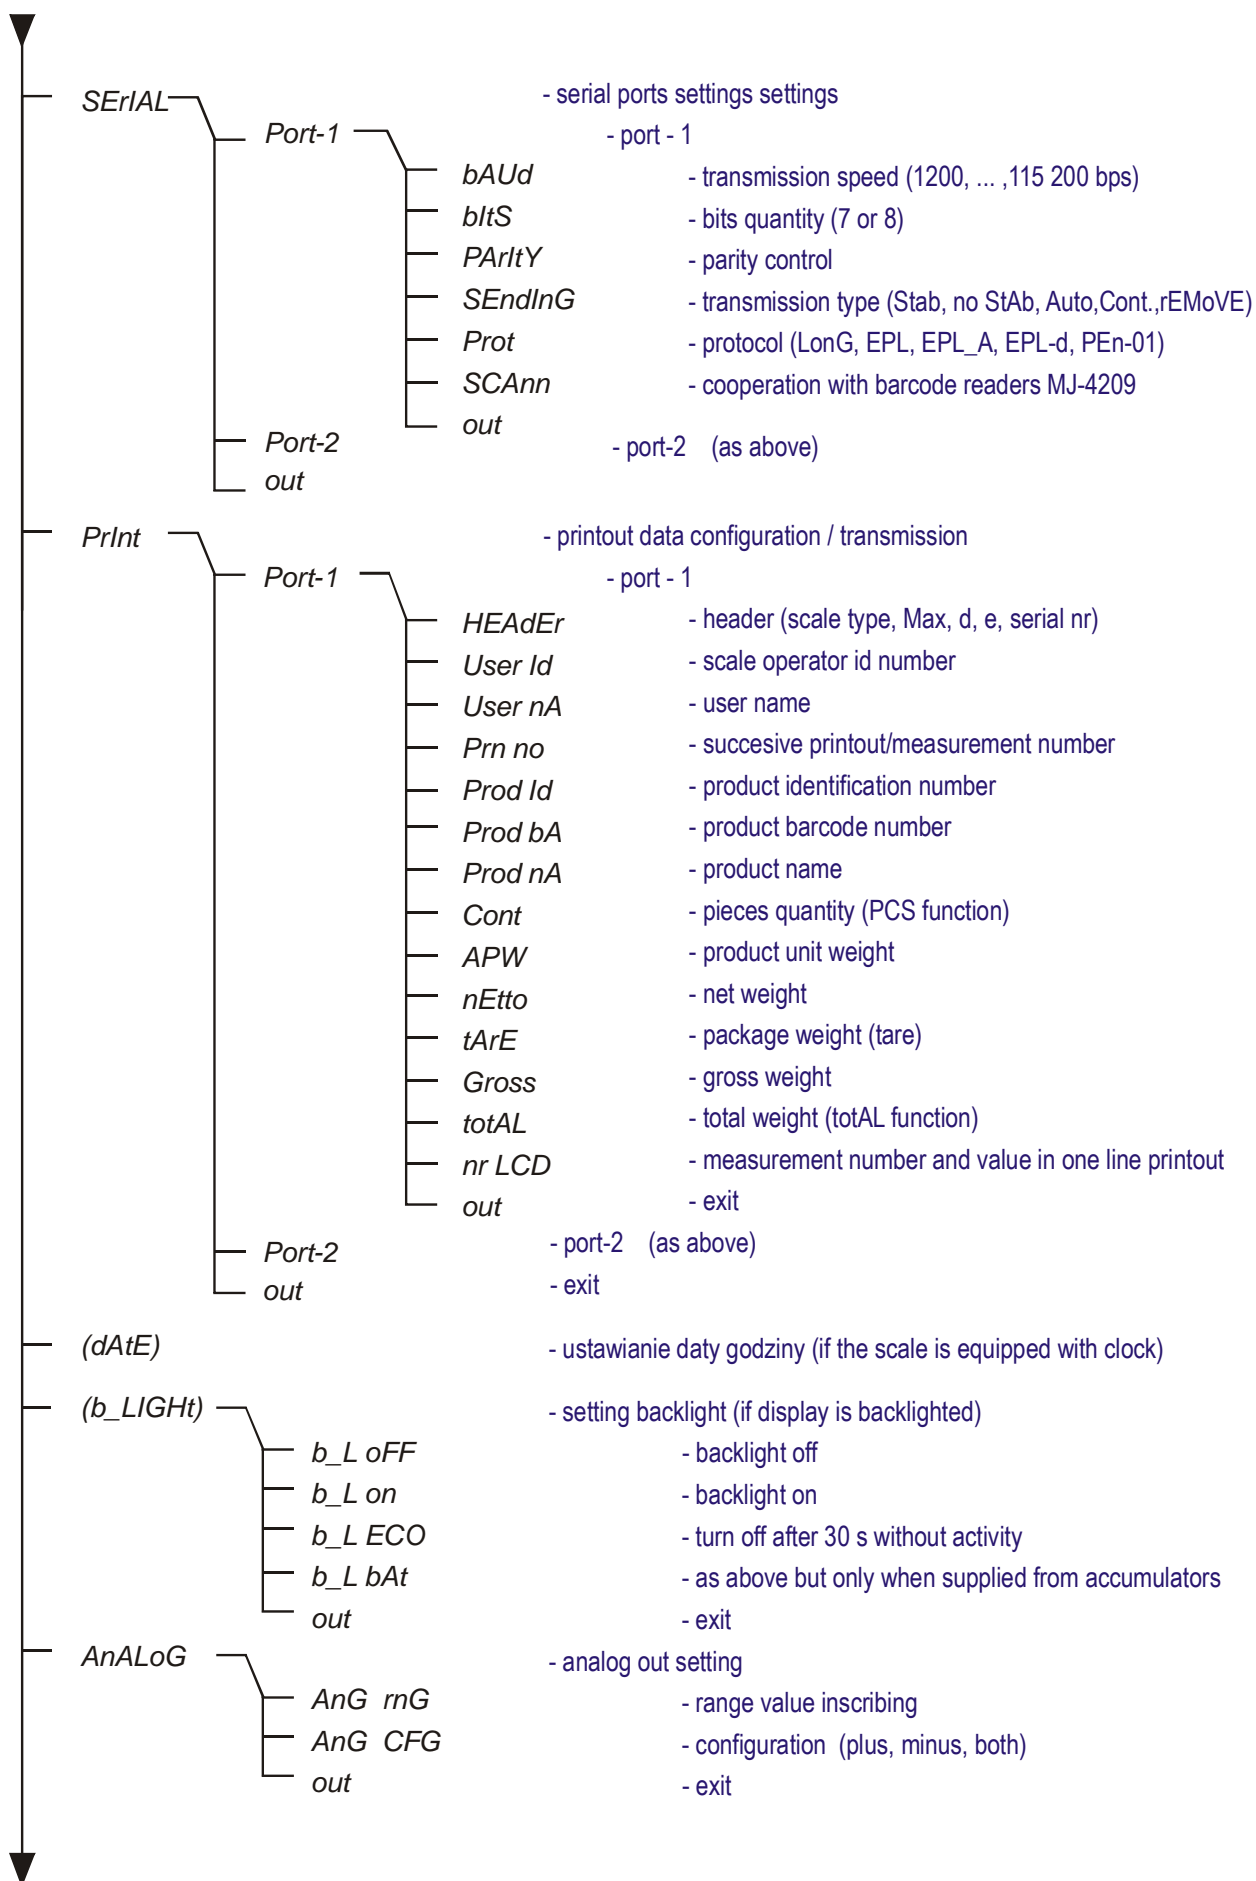 SErIAL - serial ports settings settings
Port-1 - port - 1
bAUd - transmission speed (1200, ... ,115 200 bps)
bItS - bits quantity (7 or 8)
PArItY - parity control
SEndInG - transmission type (Stab, no StAb, Auto,Cont.,rEMoVE)
Prot - protocol (LonG, EPL, EPL_A, EPL-d, PEn-01)
SCAnn - cooperation with barcode readers MJ-4209
out
Port-2 - port-2 (as above)
out
PrInt - printout data configuration / transmission
Port-1 - port - 1
HEAdEr - header (scale type, Max, d, e, serial nr)
User Id - scale operator id number
User nA - user name
Prn no - succesive printout/measurement number
Prod Id - product identification number
Prod bA - product barcode number
Prod nA - product name
Cont - pieces quantity (PCS function)
APW - product unit weight
nEtto - net weight
tArE - package weight (tare)
Gross - gross weight
totAL - total weight (totAL function)
nr LCD - measurement number and value in one line printout
out - exit
Port-2 - port-2 (as above)
out - exit
(dAtE) - ustawianie daty godziny (if the scale is equipped with clock)
(b_LIGHt) - setting backlight (if display is backlighted)
b_L oFF - backlight off
b_L on - backlight on
b_L ECO - turn off after 30 s without activity
b_L bAt - as above but only when supplied from accumulators
out - exit
AnALoG - analog out setting
AnG rnG - range value inscribing
AnG CFG - configuration (plus, minus, both)
out - exit